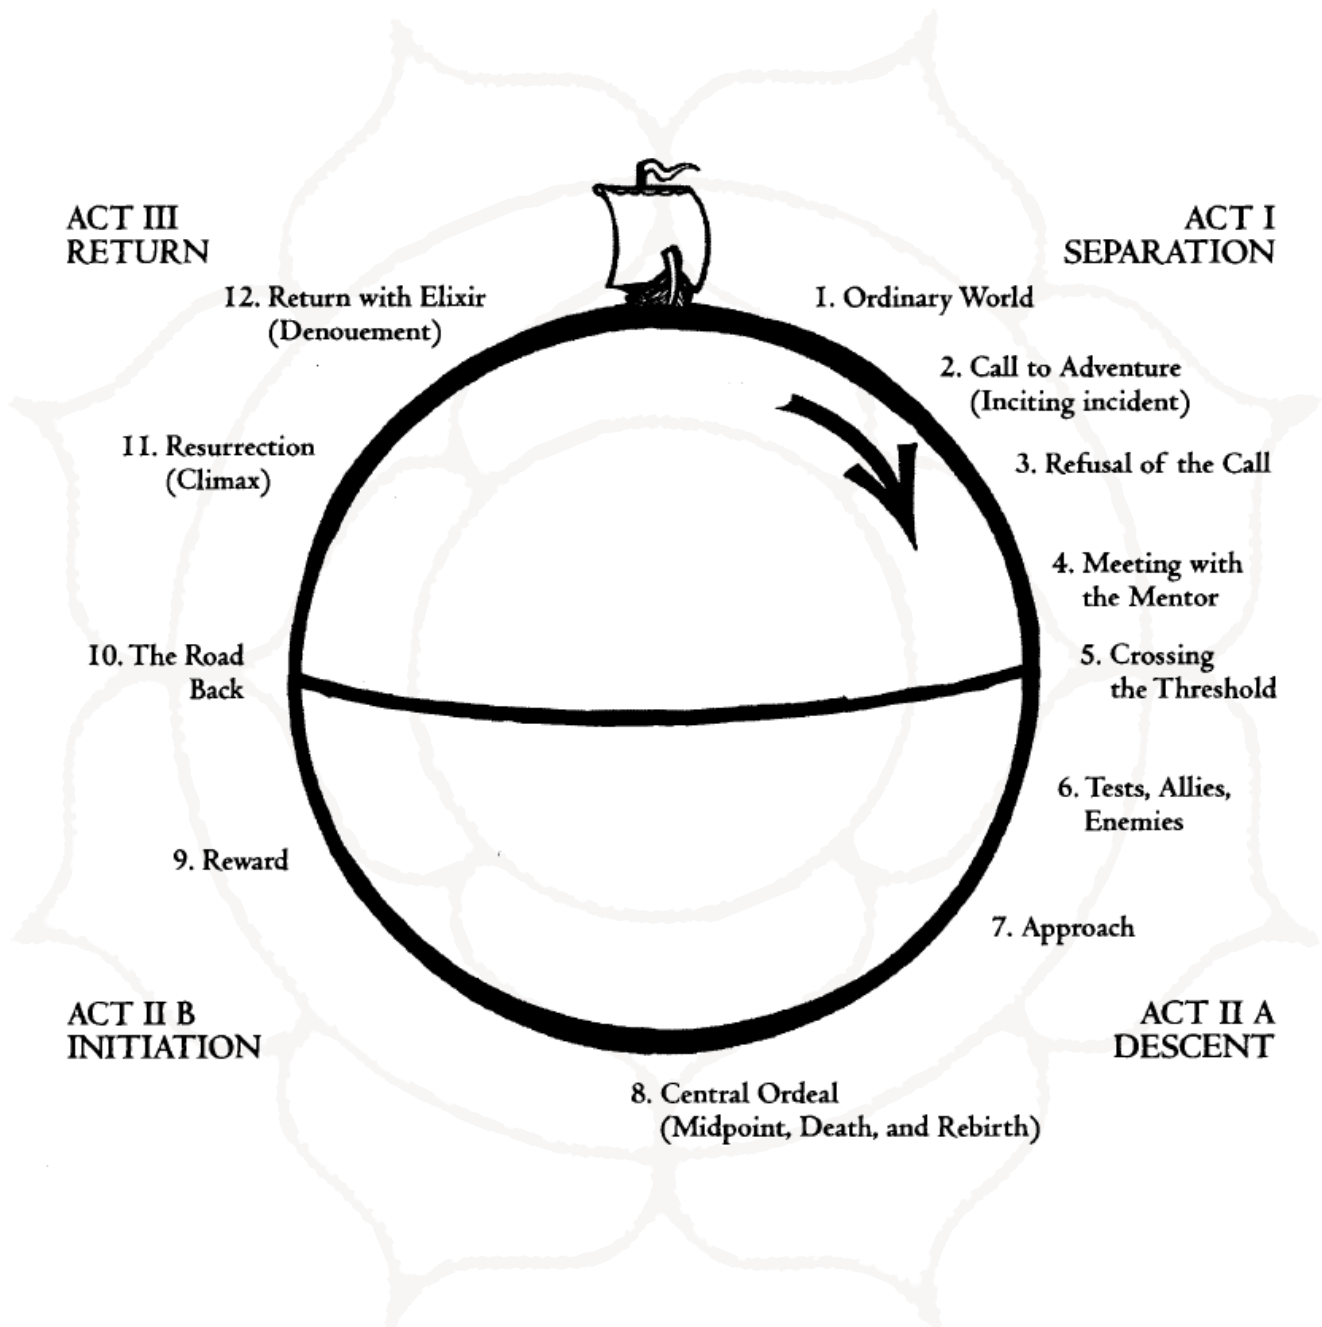 ACT I
SEPARATION
1. Ordinary World
2. Call to Adventure
(Inciting incident)
3. Refusal of the Call
4. Meeting with
the Mentor
5. Crossing
the Threshold
6. Tests, Allies,
Enemies
7. Approach
ACT II A
DESCENT
8. Central Ordeal
(Midpoint, Death, and Rebirth)
ACT II B
INITIATION
9. Reward
10. The Road
Back
11. Resurrection
(Climax)
12. Return with Elixir
(Denouement)
ACT III
RETURN